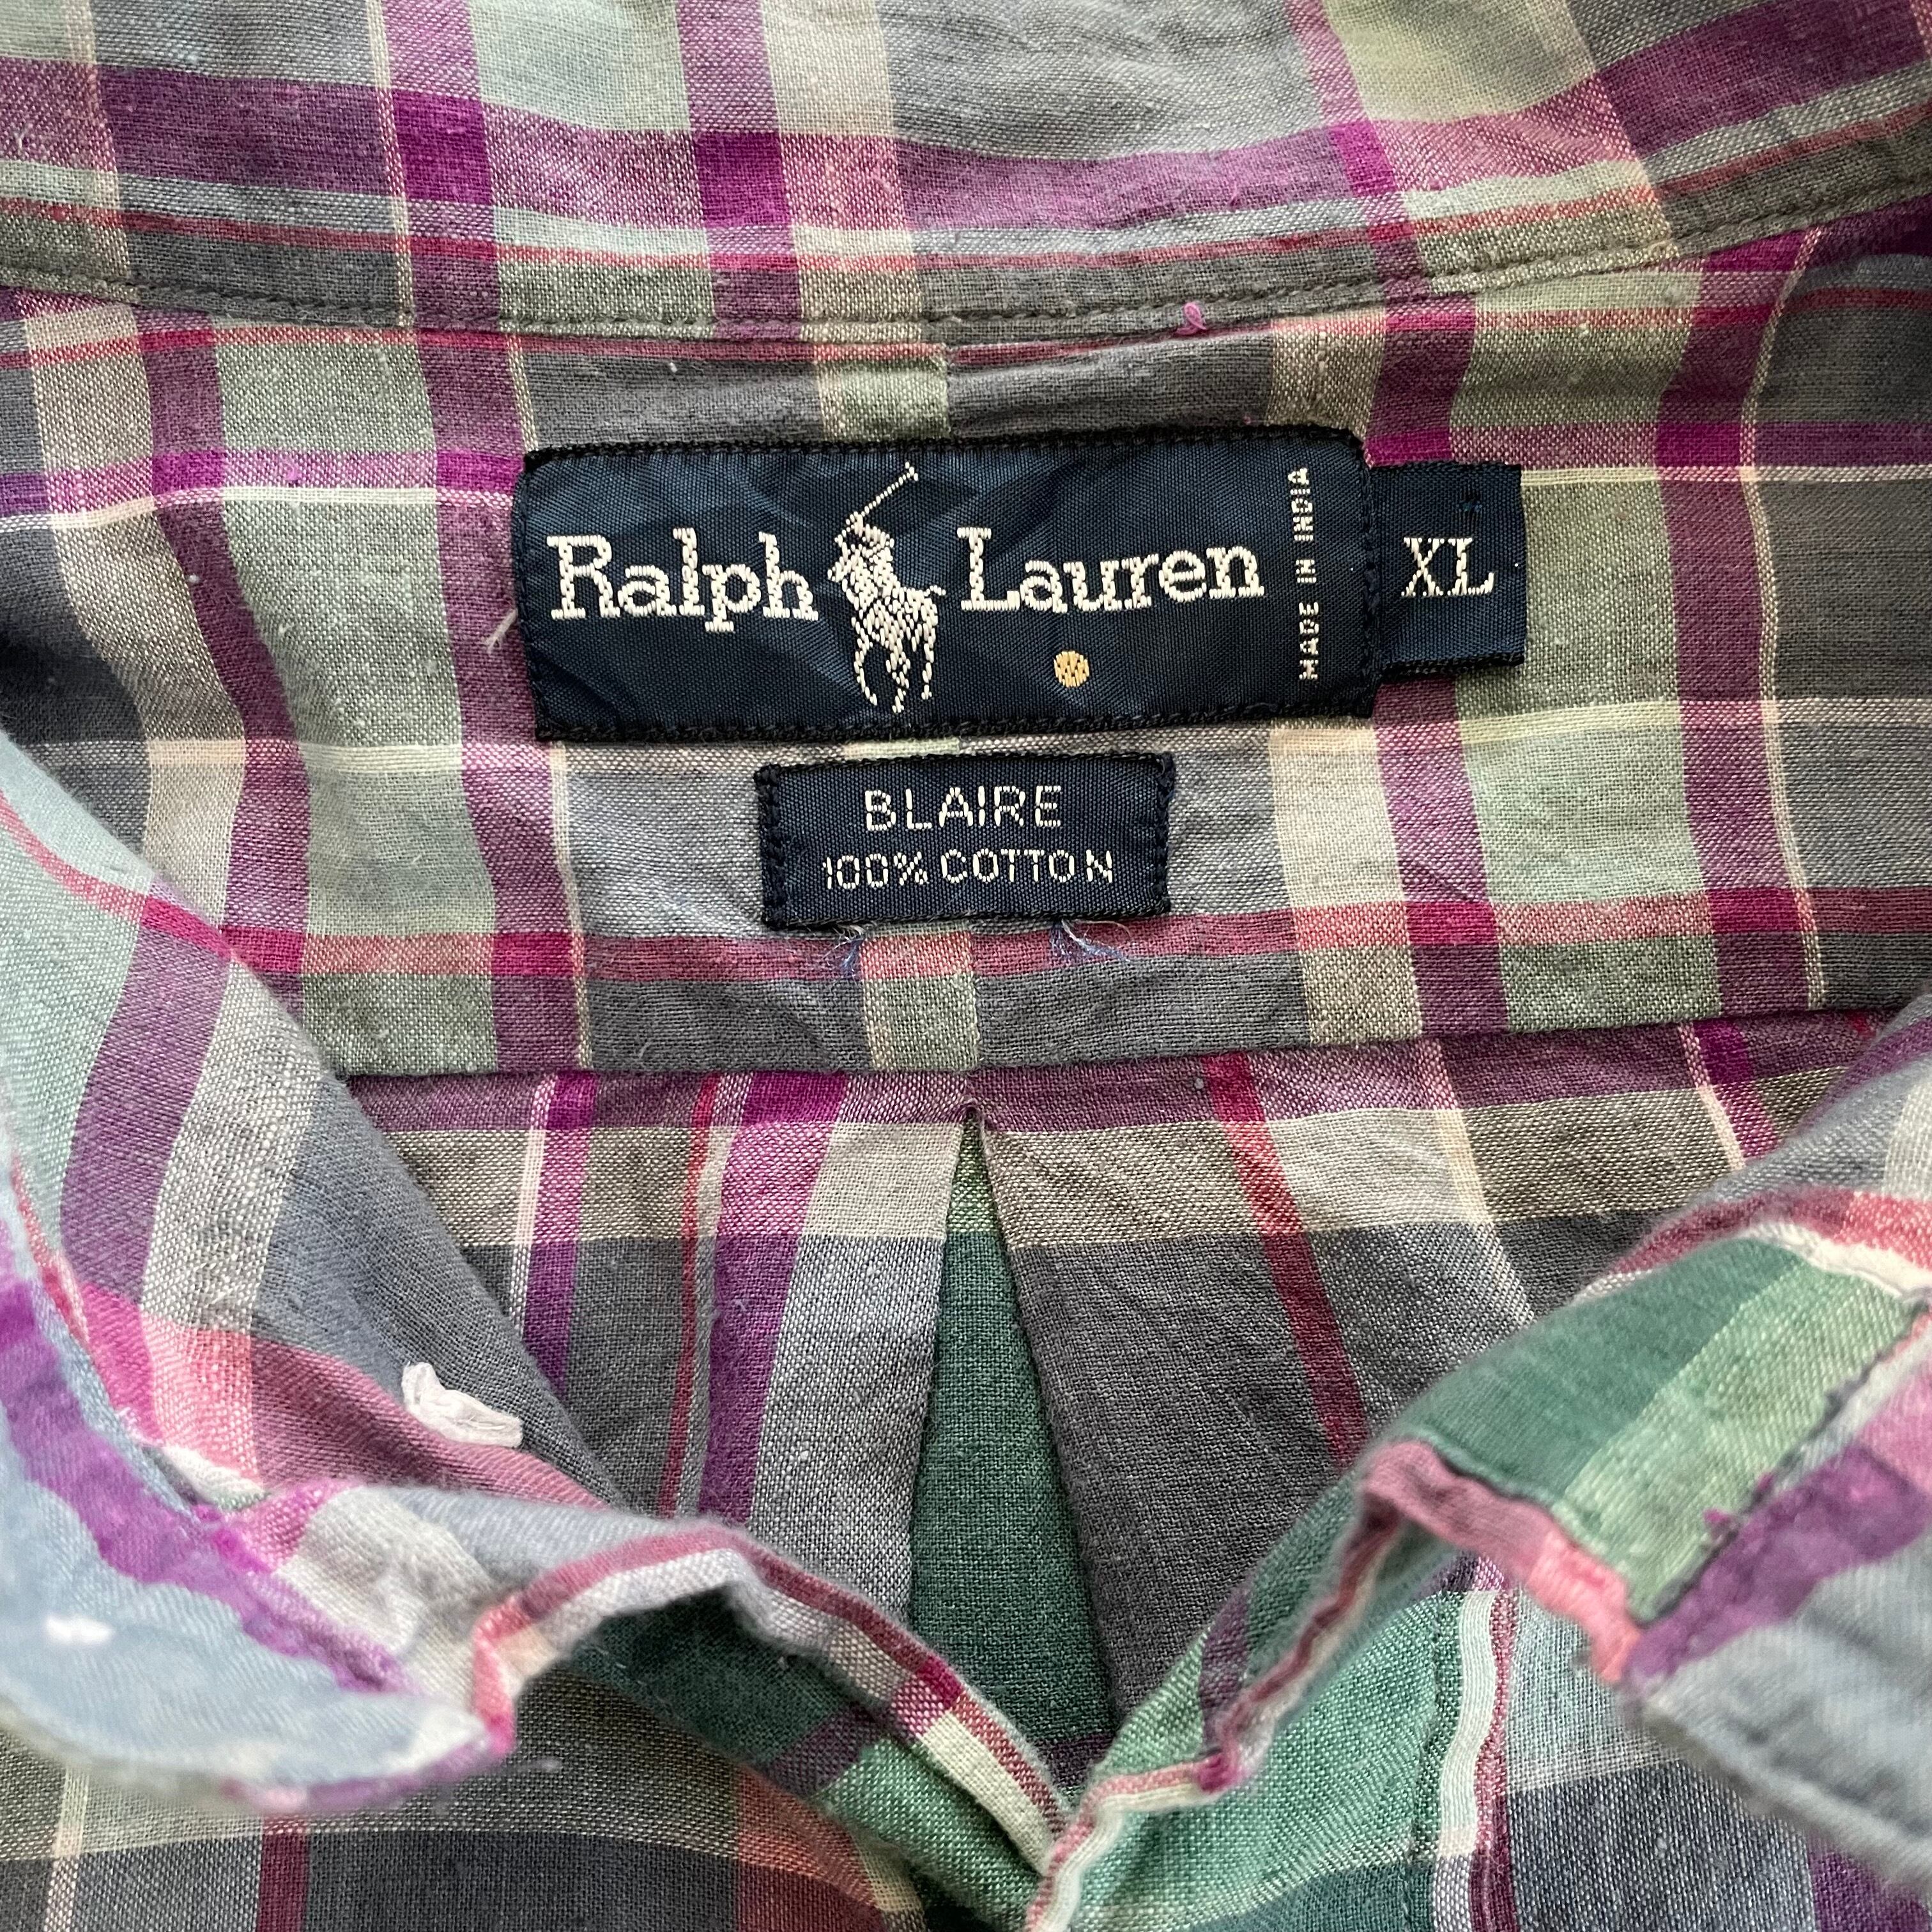 Ralph Lauren
MADE IN INDIA
XL
BLAIRE
100% COTTON